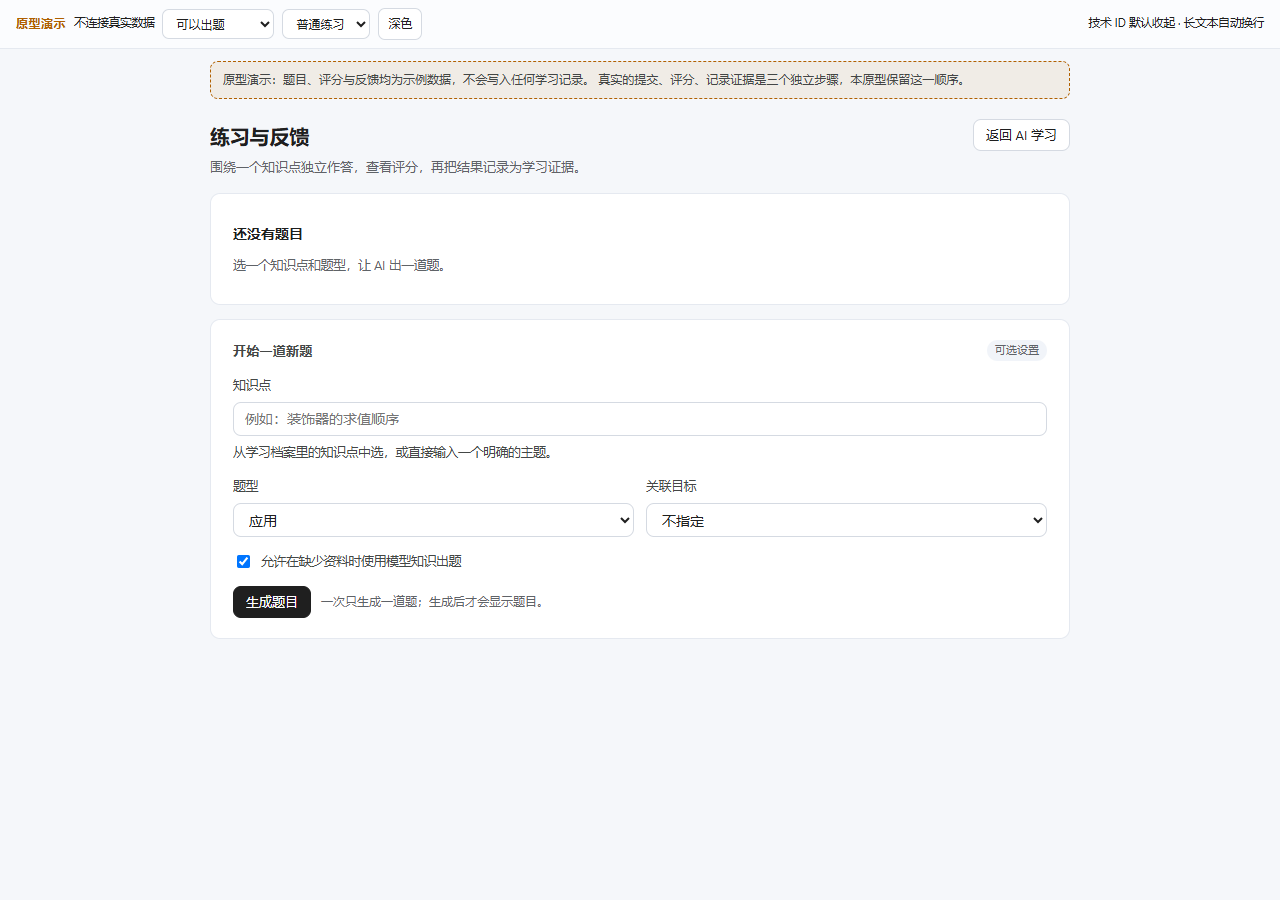 原型演示 不连接真实数据 可以出题 普通练习 深色 技术 ID 默认收起 · 长文本自动换行
原型演示：题目、评分与反馈均为示例数据，不会写入任何学习记录。 真实的提交、评分、记录证据是三个独立步骤，本原型保留这一顺序。
练习与反馈 返回 AI 学习
围绕一个知识点独立作答，查看评分，再把结果记录为学习证据。
还没有题目
选一个知识点和题型，让 AI 出一道题。
开始一道新题 可选设置
知识点
例如：装饰器的求值顺序
从学习档案里的知识点中选，或直接输入一个明确的主题。
题型 关联目标
应用 不指定
允许在缺少资料时使用模型知识出题
生成题目 一次只生成一道题；生成后才会显示题目。